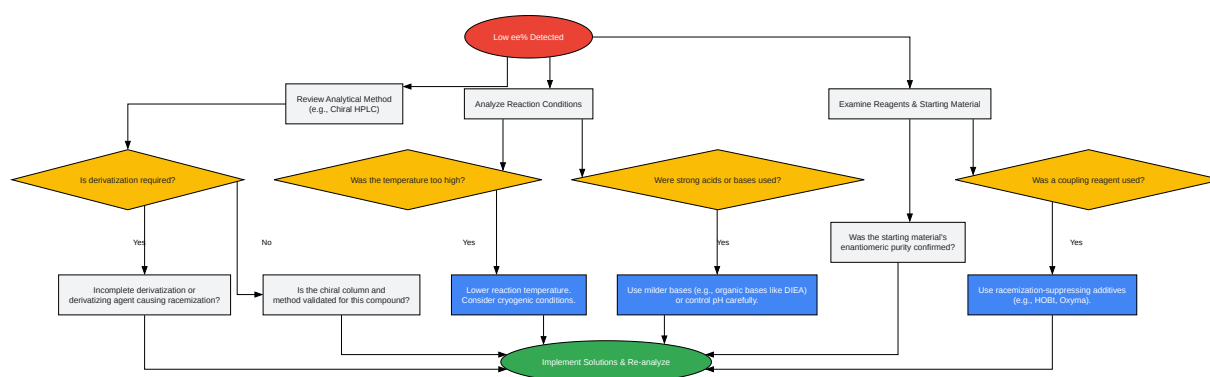 Low ee% Detected
Review Analytical Method
(e.g., Chiral HPLC)
Analyze Reaction Conditions
Examine Reagents & Starting Material
Is derivatization required?
Was the temperature too high?
Were strong acids or bases used?
Was a coupling reagent used?
Was the starting material's
enantiomeric purity confirmed?
Yes
No
Yes
Yes
Yes
Incomplete derivatization or
derivatizing agent causing racemization?
Is the chiral column and
method validated for this compound?
Lower reaction temperature.
Consider cryogenic conditions.
Use milder bases (e.g., organic bases like DIEA)
or control pH carefully.
Use racemization-suppressing additives
(e.g., HOBI, Oxyma).
Implement Solutions & Re-analyze